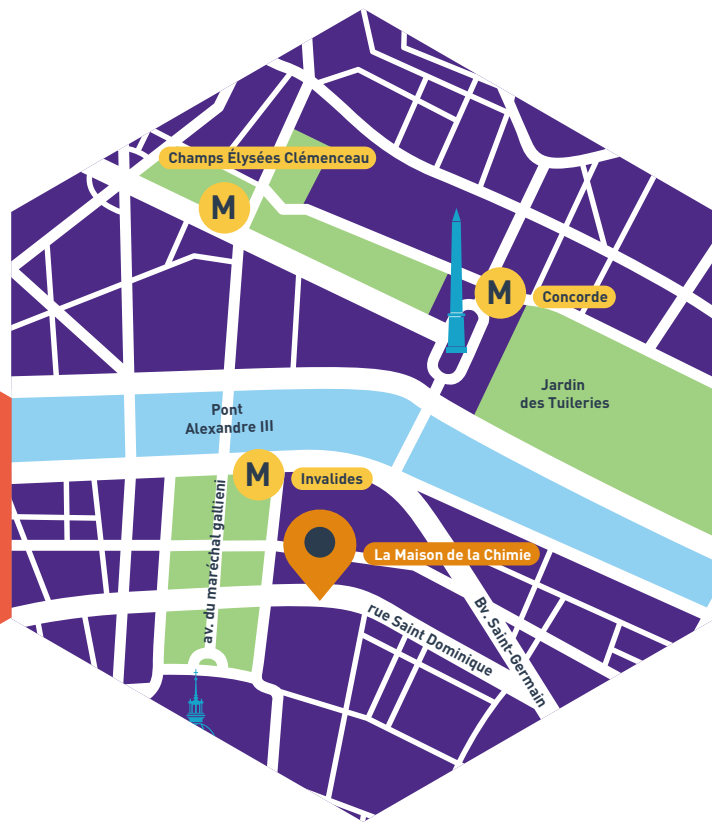 Champs Élysées Clémenceau
M
M
Concorde
Jardin
des Tuileries
Pont
Alexandre III
M
Invalides
av. du maréchal gallieni
La Maison de la Chimie
rue Saint Dominique
Bv. Saint-Germain